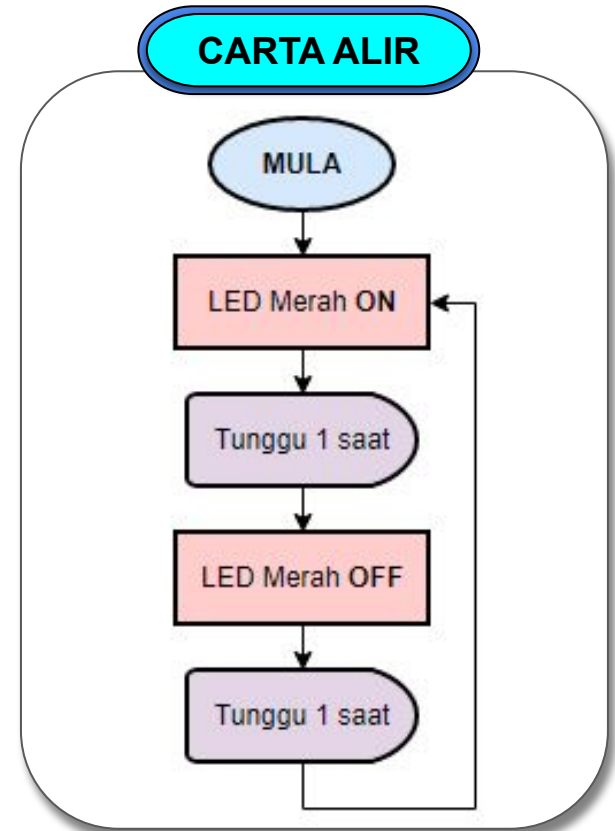 CARTA ALIR
MULA
LED Merah ON
Tunggu 1 saat
LED Merah OFF
Tunggu 1 saat